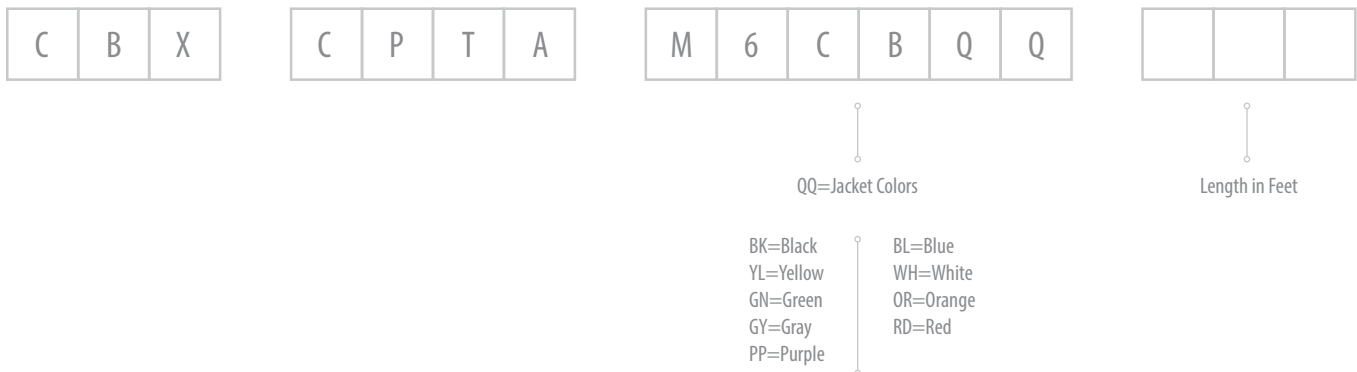 C B X C P T A M 6 C B Q Q
QQ=Jacket Colors
Length in Feet
BK=Black
YL=Yellow
GN=Green
GY=Gray
PP=Purple
BL=Blue
WH=White
OR=Orange
RD=Red